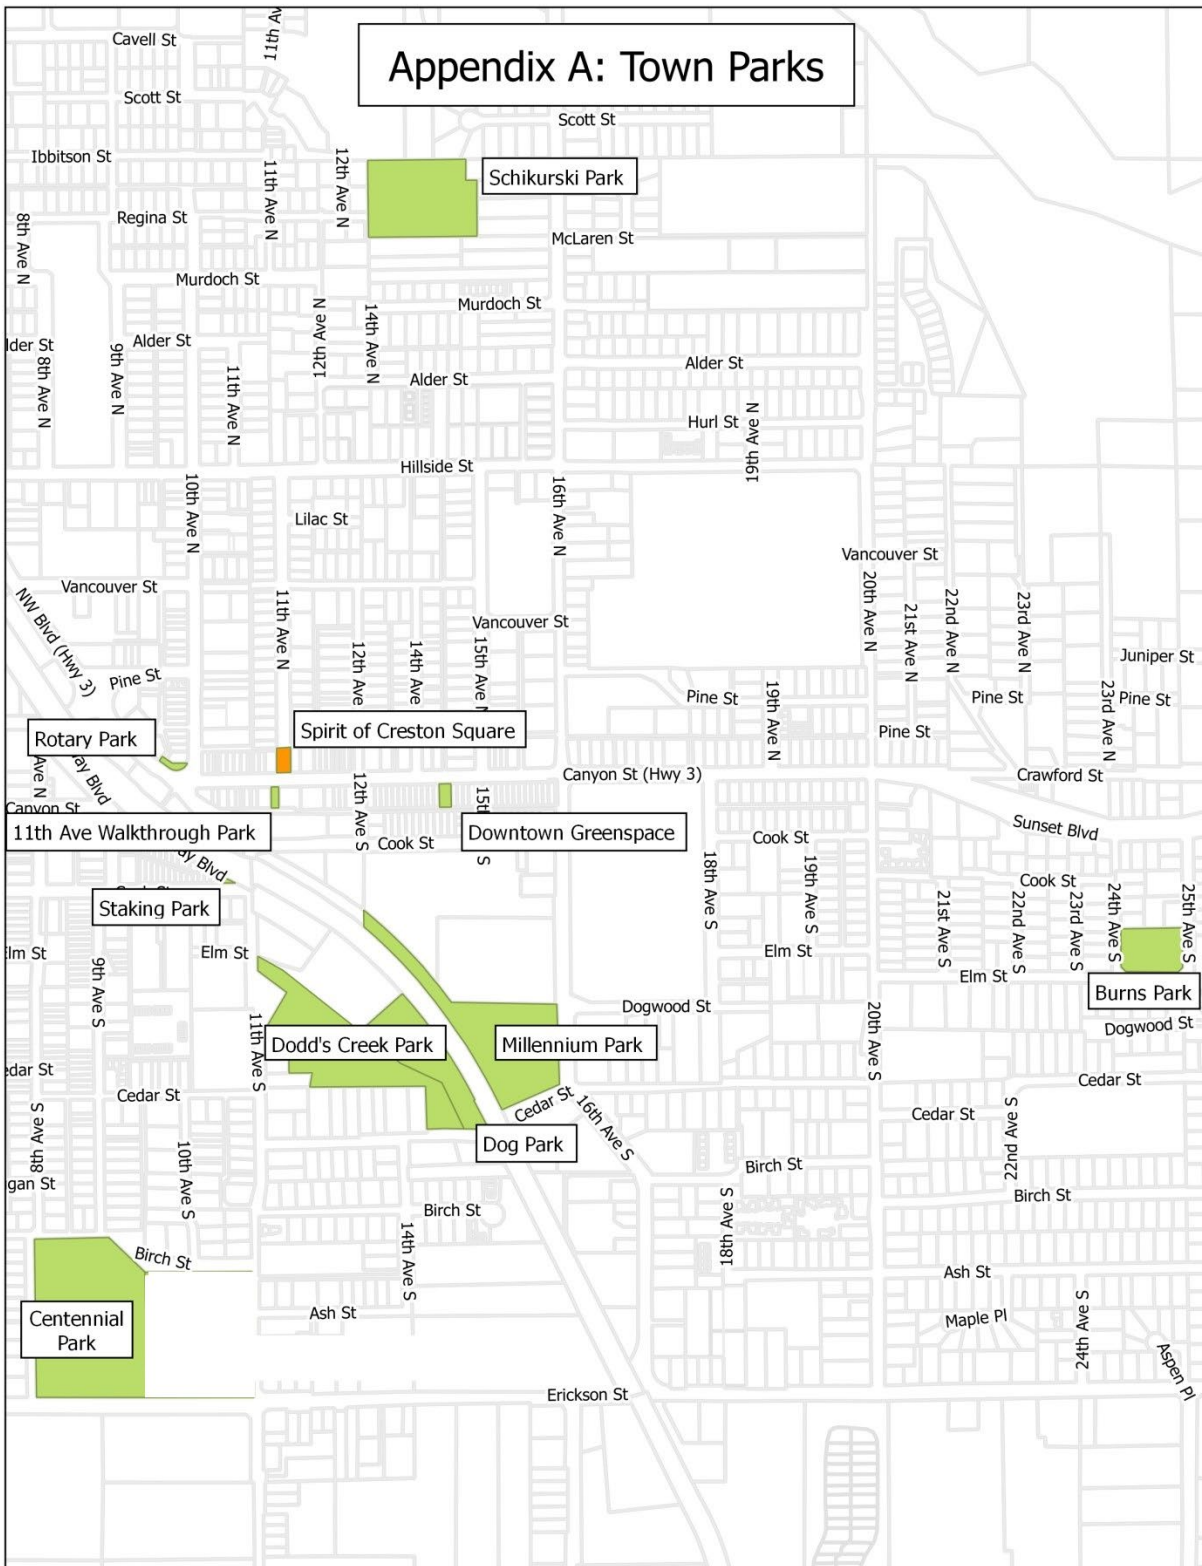 Appendix A: Town Parks
11th Av
Cavell St
Scott St
Scott St
Ibbitson St
11th Ave N
12th Ave N
Schikurski Park
8th Ave N
Regina St
McLaren St
Murdoch St
Murdoch St
12th Ave N
14th Ave N
lder St
8th Ave N
9th Ave N
Alder St
11th Ave N
Alder St
Alder St
Hurl St
19th Ave N
Hillside St
10th Ave N
16th Ave N
Lilac St
Vancouver St
20th Ave N
Vancouver St
NW Blvd (Hwy 3)
11th Ave N
12th Ave
14th Ave
15th Ave N
Vancouver St
21st Ave N
22nd Ave N
23rd Ave N
Juniper St
Pine St
Pine St
19th Ave N
Pine St
Pine St
23rd Ave N
Pine St
Rotary Park
Spirit of Creston Square
Ave N
ay Blvd
Canyon St (Hwy 3)
Crawford St
Canyon St
12th Ave S
15th
S
11th Ave Walkthrough Park
Downtown Greenspace
Cook St
Cook St
Sunset Blvd
ay Blvd
18th Ave S
19th Ave S
Cook St
Staking Park
21st Ave S
22nd Ave S
23rd Ave S
24th Ave S
25th Ave S
Elm St
Elm St
Elm St
Elm St
9th Ave S
Burns Park
Dogwood St
20th Ave S
Dogwood St
11th Ave S
Dodd's Creek Park
Millennium Park
edar St
Cedar St
Cedar St
16th Ave S
Cedar St
Cedar St
22nd Ave S
8th Ave S
10th Ave S
Dog Park
gan St
Birch St
Birch St
Birch St
14th Ave S
18th Ave S
Birch St
Ash St
Centennial
Park
Ash St
Maple Pl
24th Ave S
Aspen Pl
Erickson St